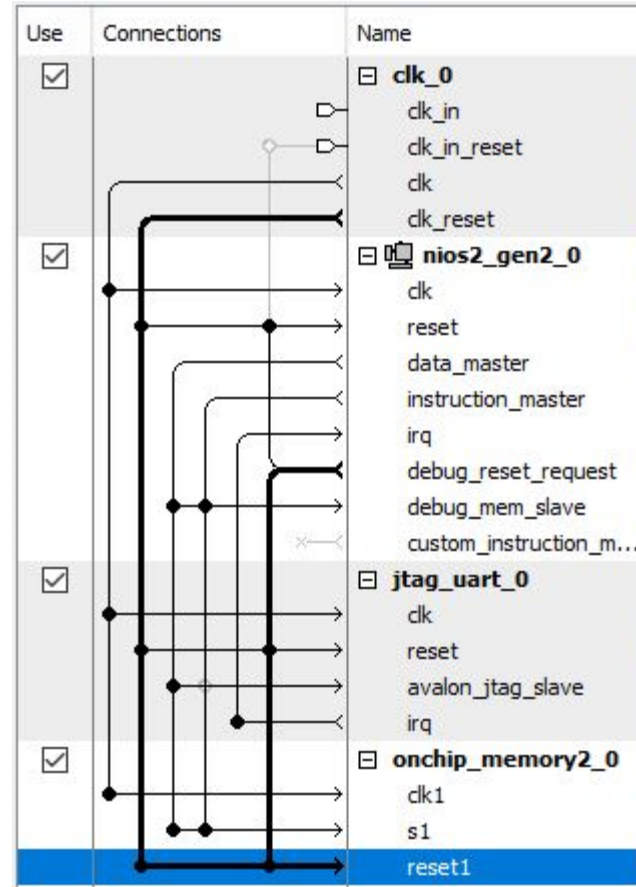 Use Connections Name
clk_0
clk_in
clk_in_reset
clk
clk_reset
nios2_gen2_0
clk
reset
data_master
instruction_master
irq
debug_reset_request
debug_mem_slave
custom_instruction_m...
jtag_uart_0
clk
reset
avalon_jtag_slave
irq
onchip_memory2_0
clk1
s1
reset1